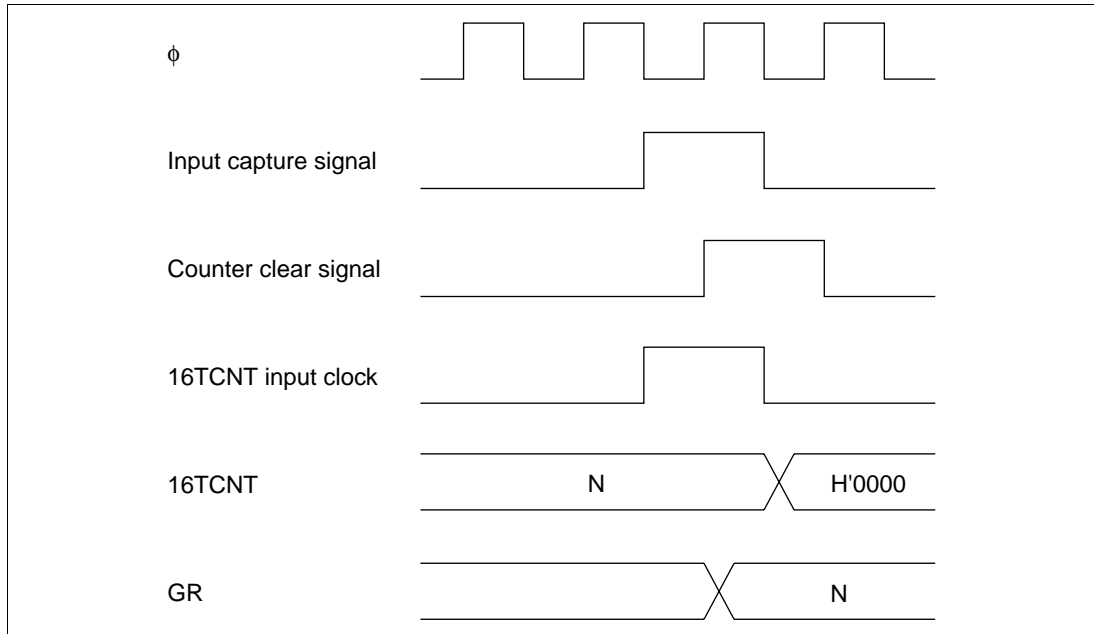 ϕ
Input capture signal
Counter clear signal
16TCNT input clock
16TCNT N H'0000
GR N